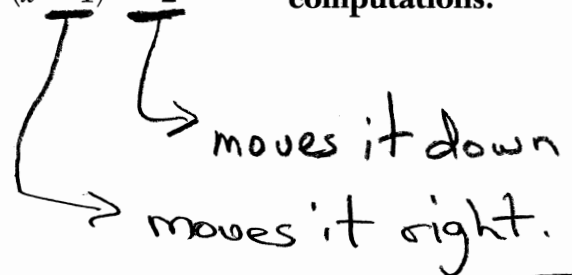 computations.
moves it down
moves it right.